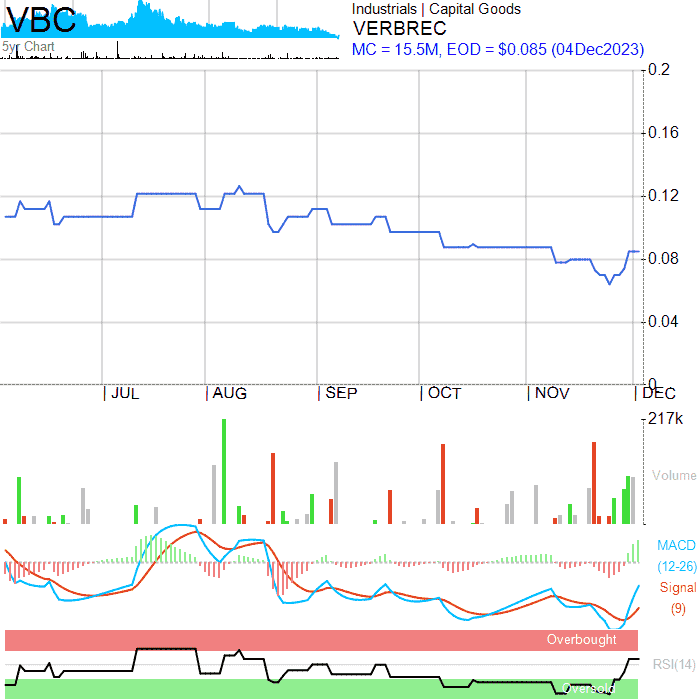 VBC
5yr Chart
Industrials | Capital Goods
VERBREC
MC = 15.5M, EOD = $0.085 (04Dec2023)
0.2
0.16
0.12
0.08
0.04
0
JUL AUG SEP OCT NOV DEC
217k
Volume
MACD
(12-26)
Signal
(9)
Overbought
RSI(14)
Oversold